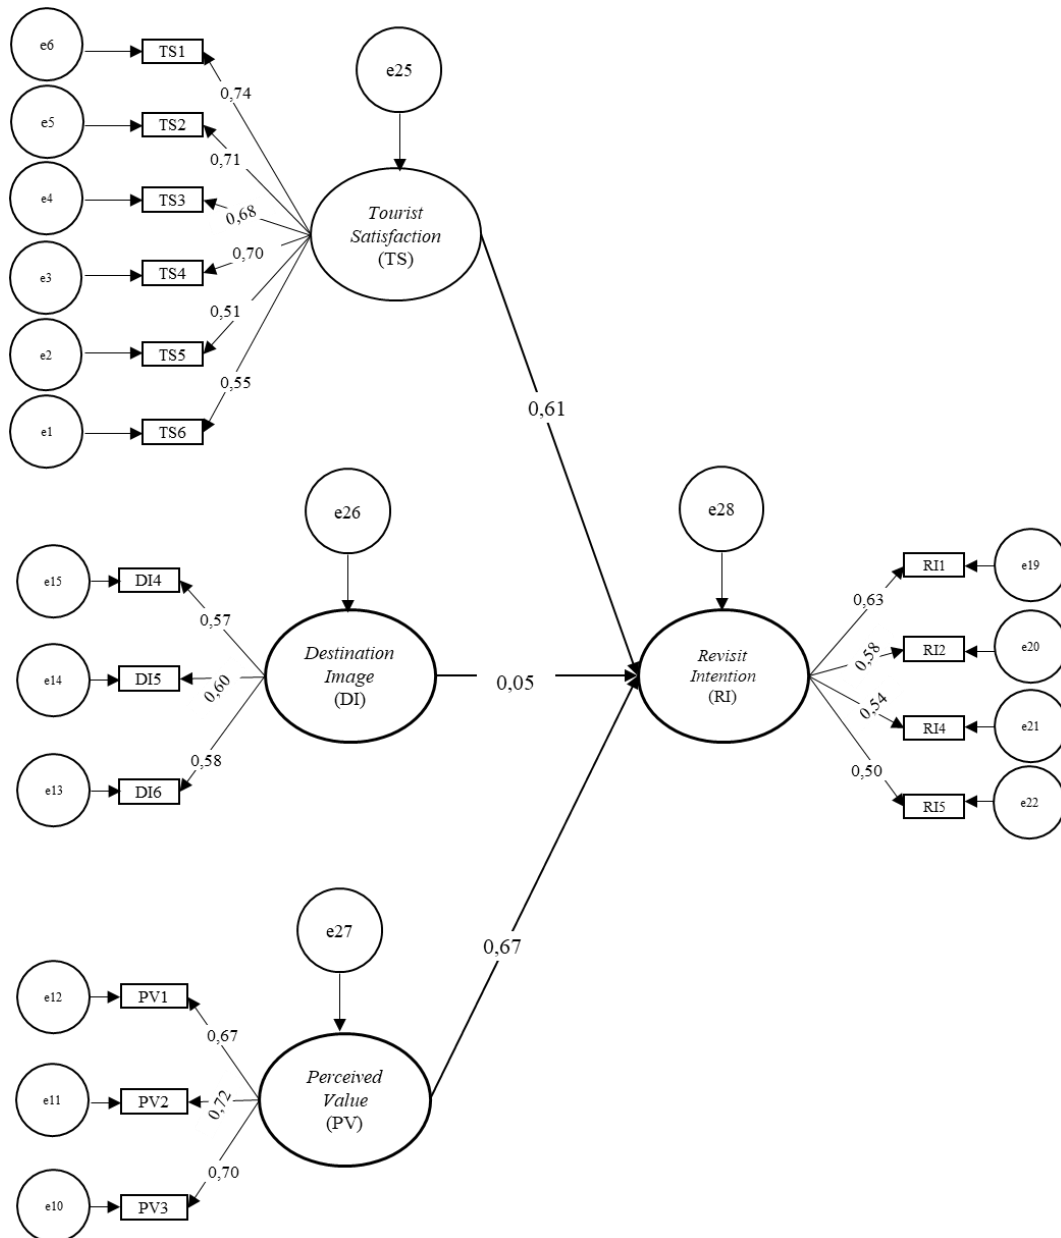 e6
TS1
0,74
e5
TS2
0,71
e4
TS3
0,68
e3
TS4
0,70
e2
TS5
0,51
e1
TS6
0,55
e25
Tourist
Satisfaction
(TS)
0,61
e15
DI4
0,57
e14
DI5
0,60
e13
DI6
0,58
e26
Destination
Image
(DI)
0,05
e28
Revisit
Intention
(RI)
0,63
RI1
e19
0,58
RI2
e20
0,54
RI4
e21
0,50
RI5
e22
e12
PV1
0,67
e11
PV2
0,72
e10
PV3
0,70
e27
Perceived
Value
(PV)
0,67